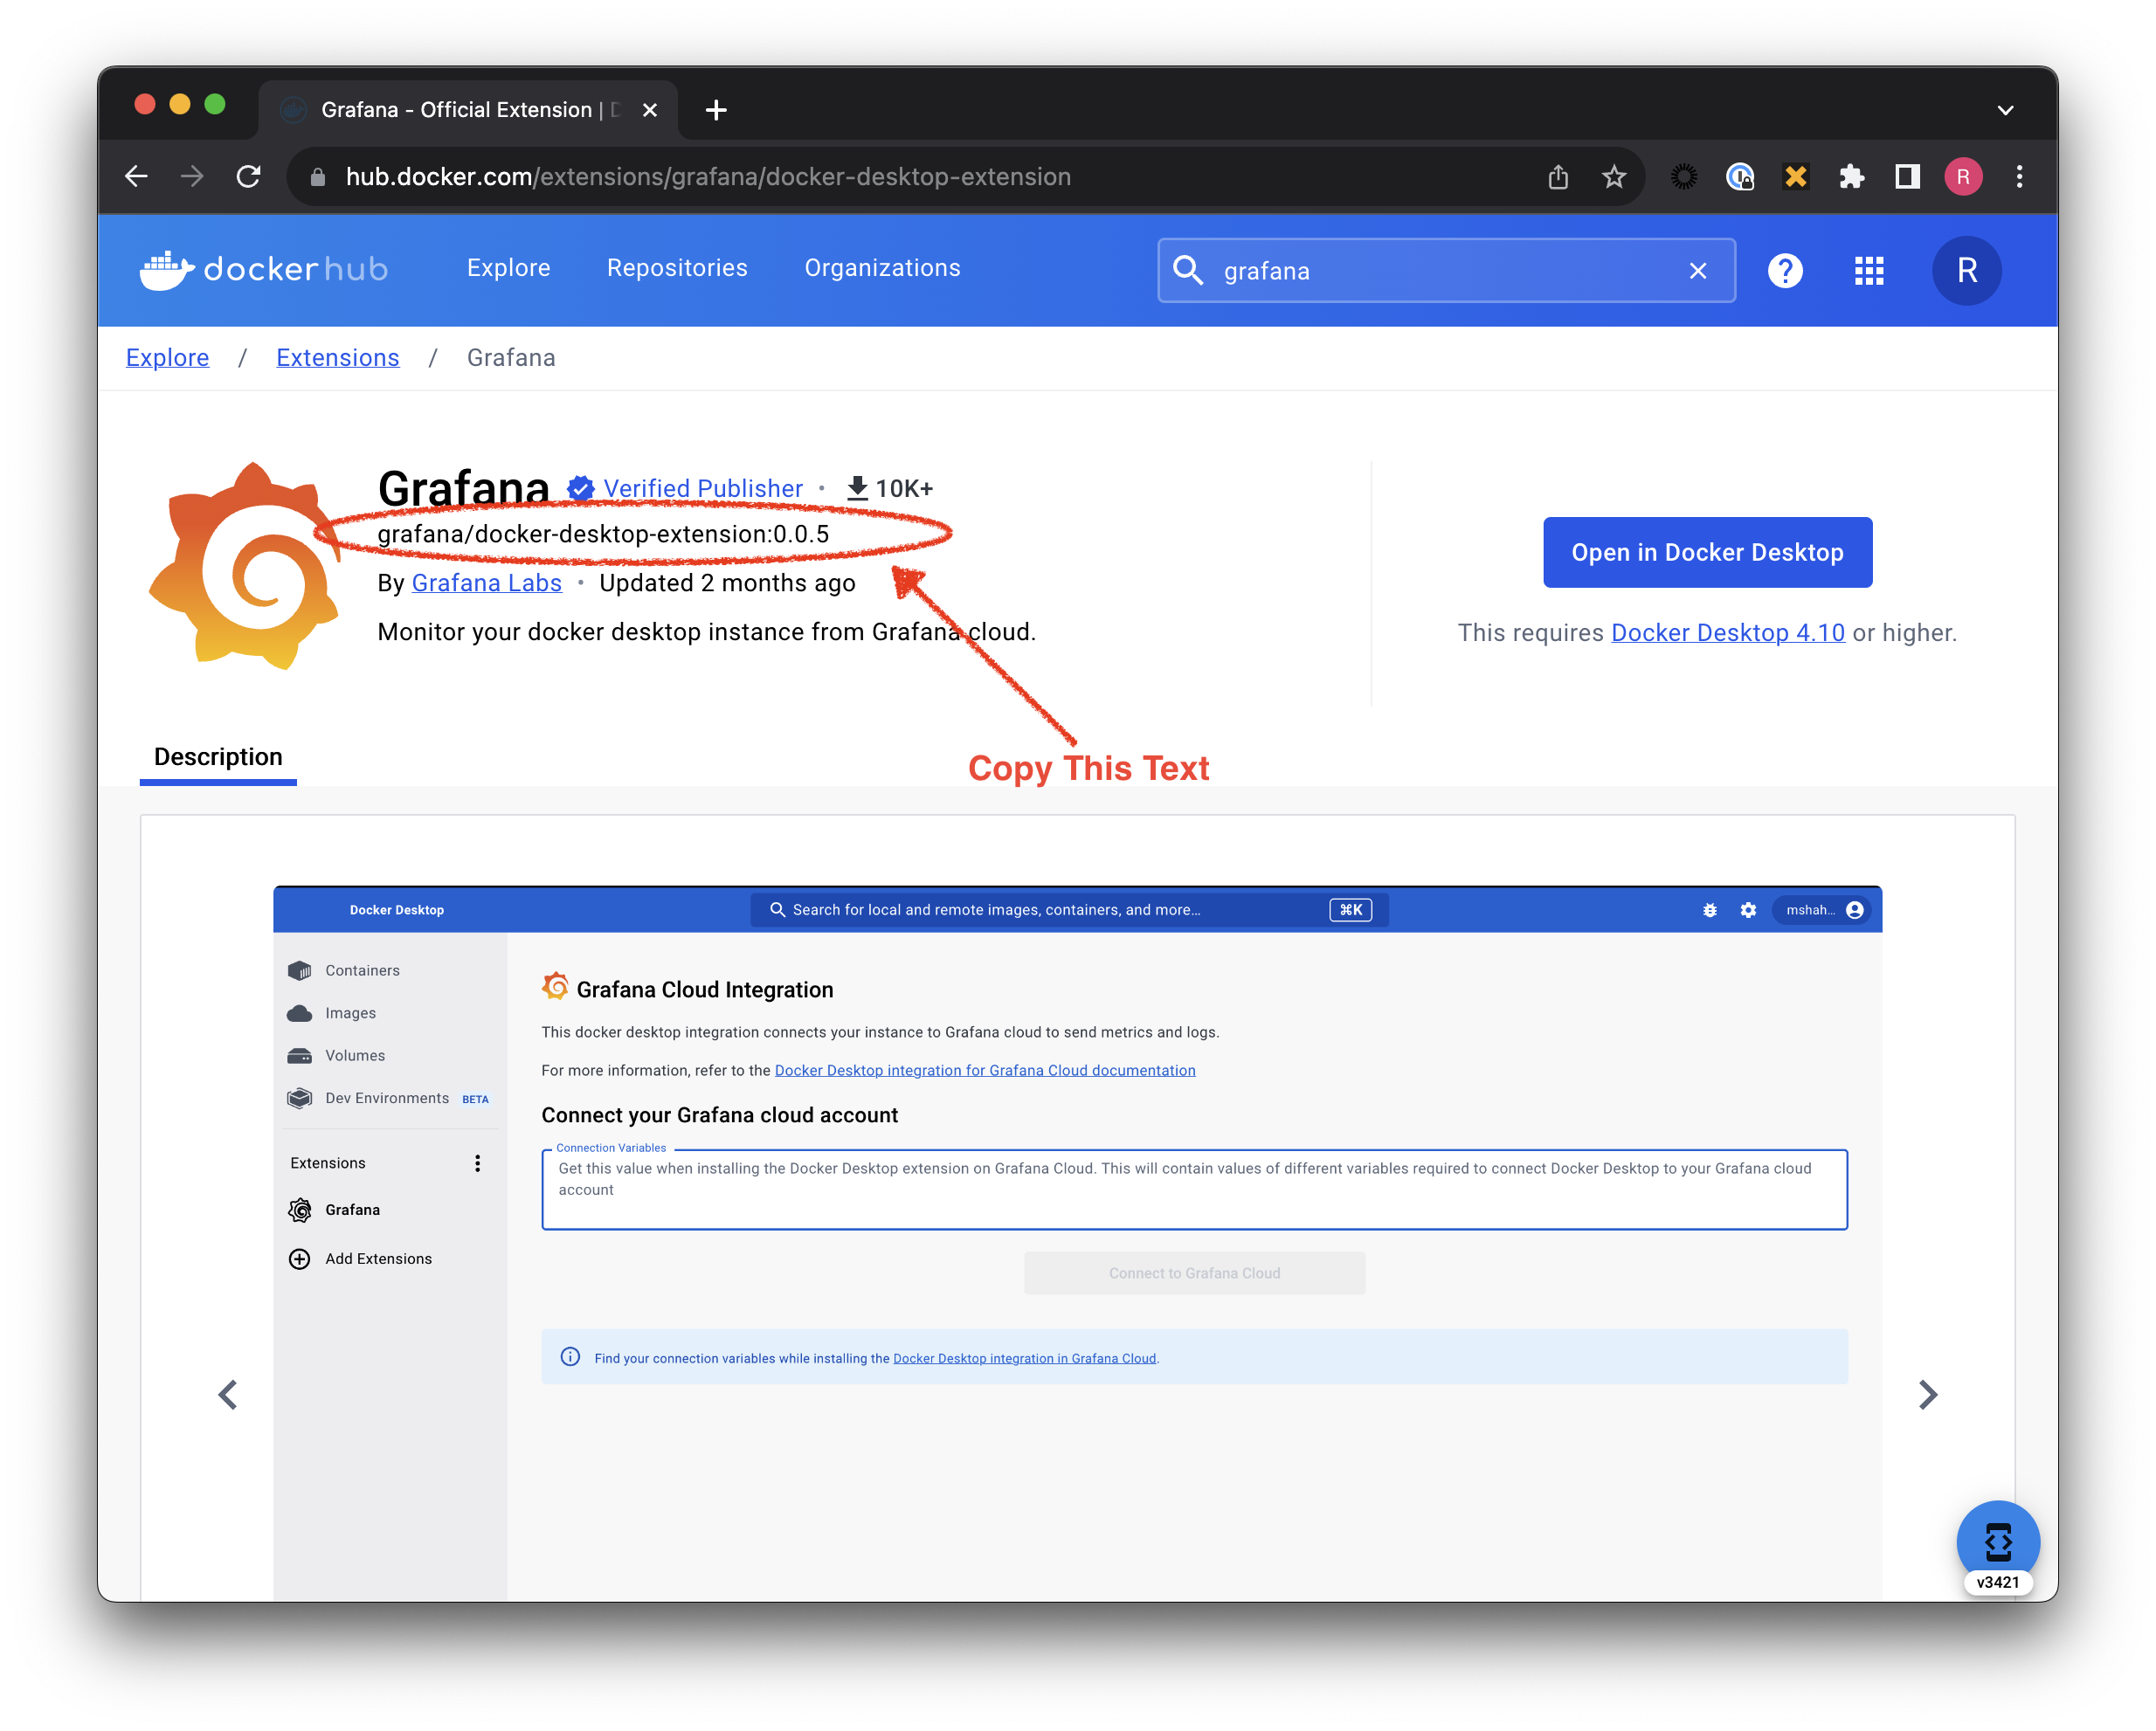 Grafana - Official Extension | D
hub.docker.com/extensions/grafana/docker-desktop-extension
R
dockerhub Explore Repositories Organizations grafana R
Explore / Extensions / Grafana
Grafana Verified Publisher • 10K+
grafana/docker-desktop-extension:0.0.5
By Grafana Labs • Updated 2 months ago
Monitor your docker desktop instance from Grafana cloud.
Open in Docker Desktop
This requires Docker Desktop 4.10 or higher.
Copy This Text
Description
Docker Desktop Search for local and remote images, containers, and more... ⌘K mshah...
Containers
Images
Volumes
Dev Environments BETA
Extensions
Grafana
Add Extensions
Grafana Cloud Integration
This docker desktop integration connects your instance to Grafana cloud to send metrics and logs.
For more information, refer to the Docker Desktop integration for Grafana Cloud documentation
Connect your Grafana cloud account
Connection Variables
Get this value when installing the Docker Desktop extension on Grafana Cloud. This will contain values of different variables required to connect Docker Desktop to your Grafana cloud
account
Connect to Grafana Cloud
Find your connection variables while installing the Docker Desktop integration in Grafana Cloud.
v3421